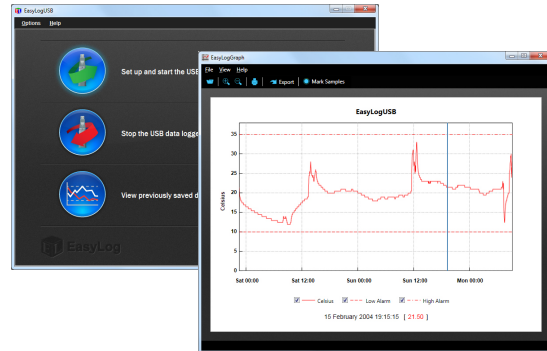 EasyLogUSB
Options Help
Set up and start the USB
Stop the USB data logge
View previously saved d
EasyLog
EasyLogGraph
File View Help
Export Mark Samples
EasyLogUSB
Celsius
35
30
25
20
15
10
5
0
Sat 00:00 Sat 12:00 Sun 00:00 Sun 12:00 Mon 00:00
Celsius Low Alarm High Alarm
15 February 2004 19:15:15 [ 21.50 ]